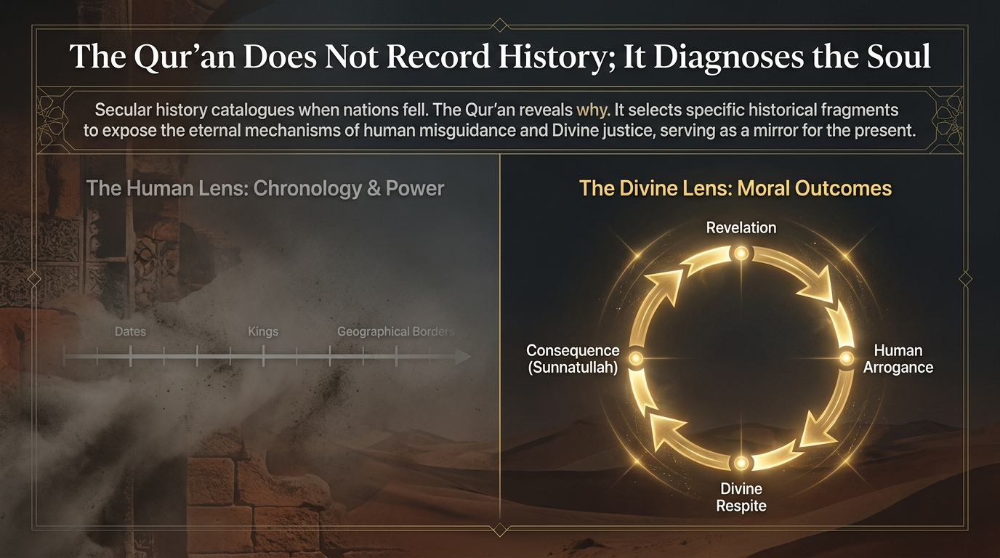 The Qur’an Does Not Record History; It Diagnoses the Soul
Secular history catalogues when nations fell. The Qur’an reveals why. It selects specific historical fragments
to expose the eternal mechanisms of human misguidance and Divine justice, serving as a mirror for the present.
The Human Lens: Chronology & Power
Dates
Kings
Geographical Borders
The Divine Lens: Moral Outcomes
Revelation
Human
Arrogance
Divine
Respite
Consequence
(Sunnatullah)